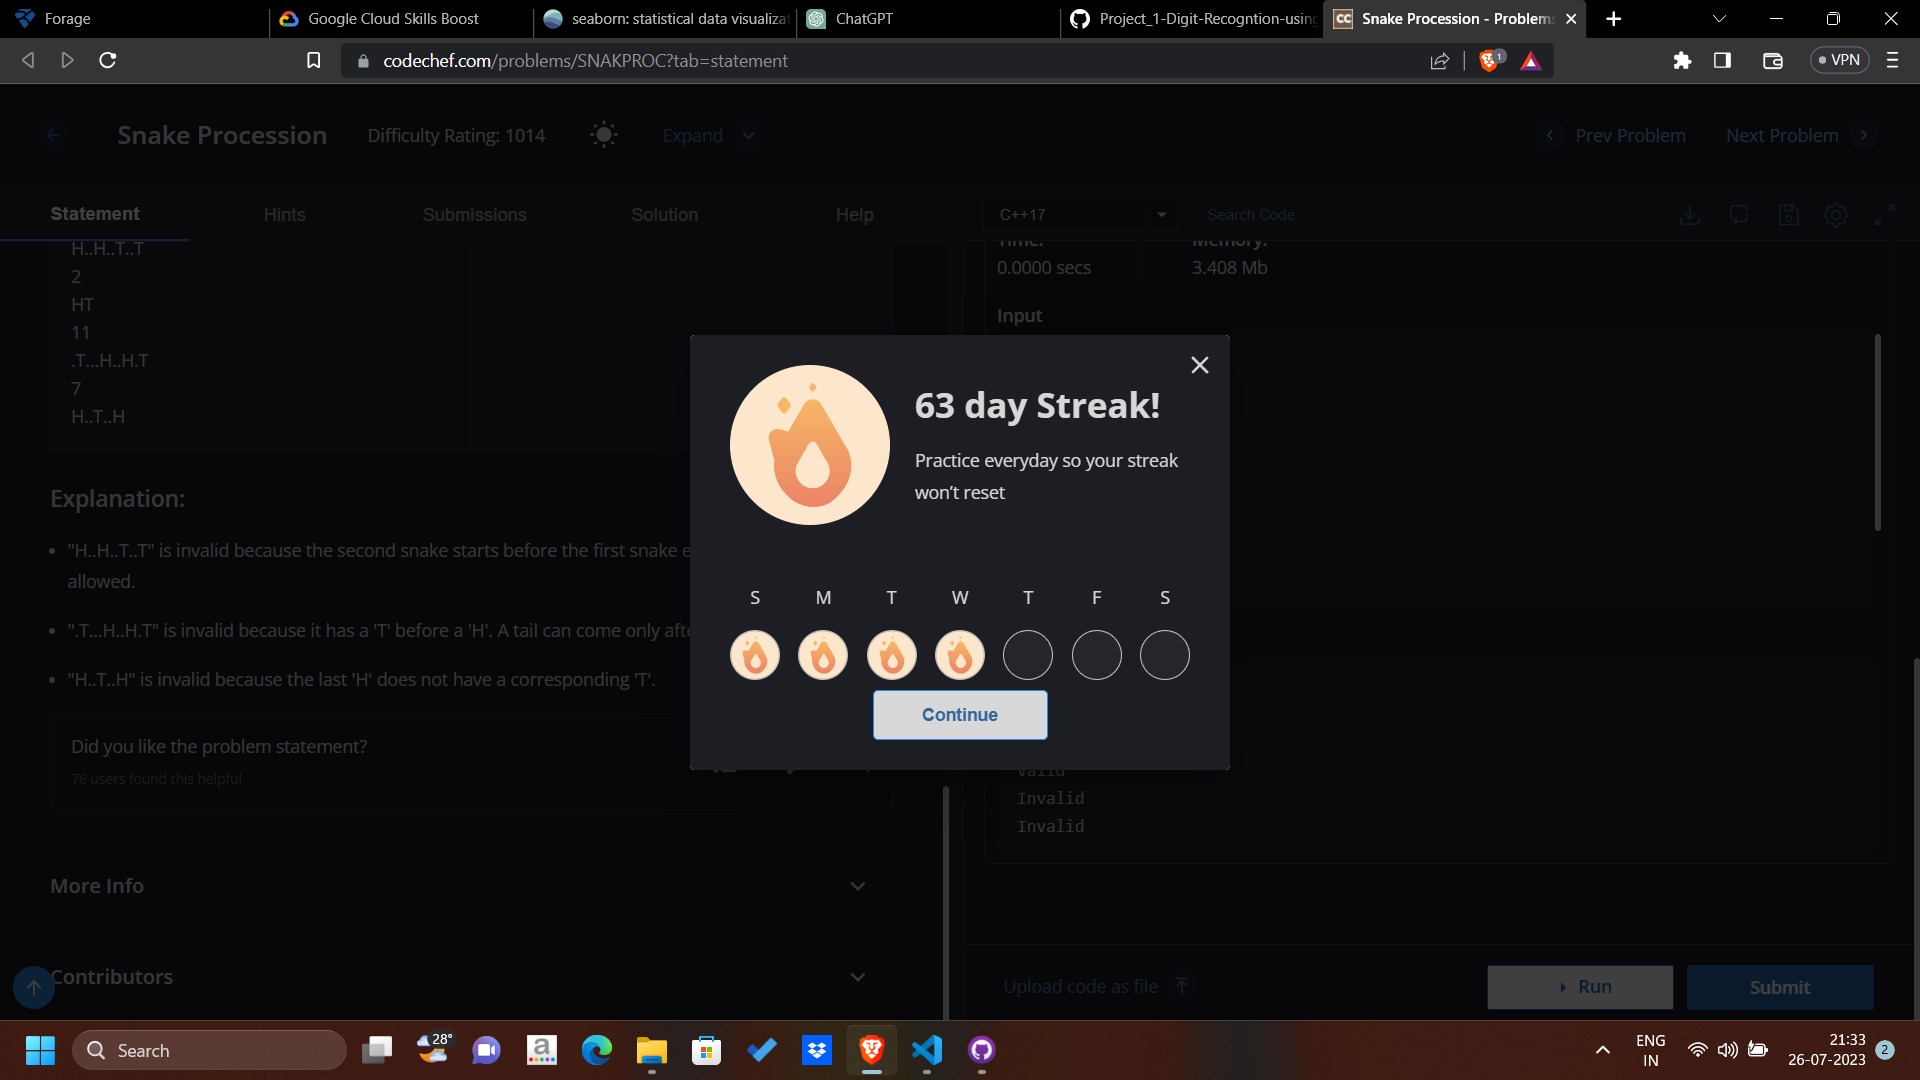 Forage
Google Cloud Skills Boost
seaborn: statistical data visualizat
ChatGPT
Project_1-Digit-Recogntion-using
Snake Procession - Problems
codechef.com/problems/SNAKPROC?tab=statement
1
VPN
Snake Procession
Difficulty Rating: 1014
Expand
Prev Problem
Next Problem
Statement
Hints
Submissions
Solution
Help
C++17
Search Code
H..H..T..T
2
HT
11
.T...H..H.T
7
H..T..H
Time:
Memory:
0.0000 secs
3.408 Mb
Input
Explanation:
"H..H..T..T" is invalid because the second snake starts before the first snake e
allowed.
".T...H..H.T" is invalid because it has a 'T' before a 'H'. A tail can come only afte
"H..T..H" is invalid because the last 'H' does not have a corresponding 'T'.
Did you like the problem statement?
76 users found this helpful
63 day Streak!
Practice everyday so your streak
won't reset
S M T W T F S
Continue
Valid
Invalid
Invalid
More Info
Contributors
Upload code as file
Run
Submit
Search
28°
ENG
IN
21:33
26-07-2023
2